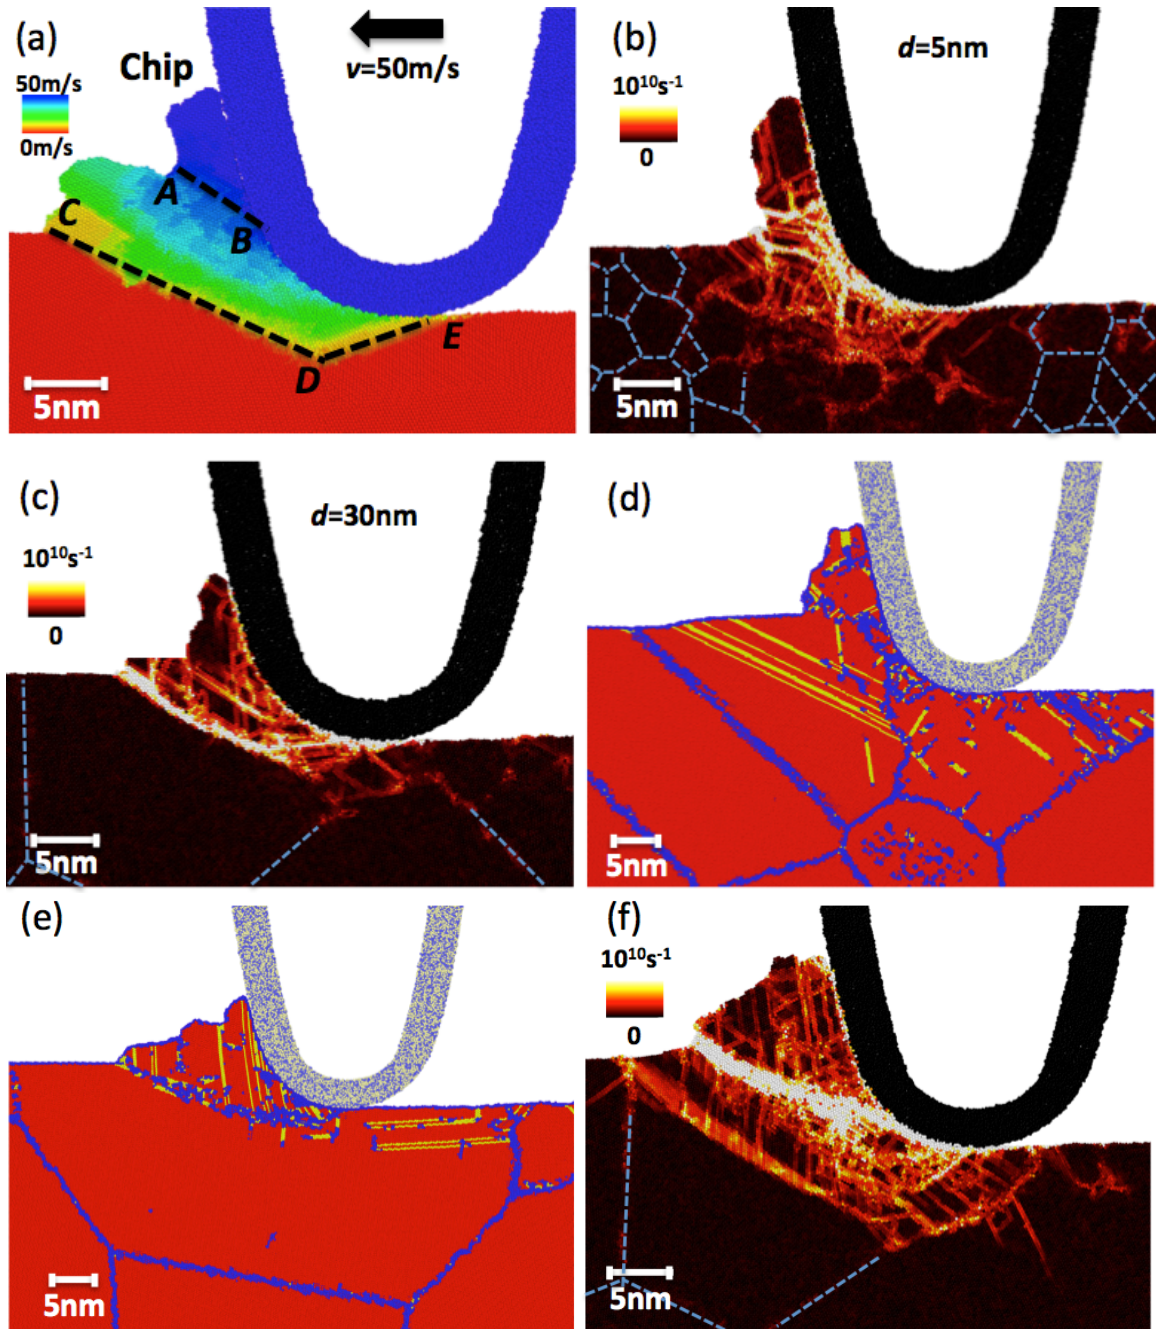 (a)
Chip
v=50m/s
50m/s
0m/s
A
B
C
D
E
5nm
(b)
d=5nm
10¹⁰s⁻¹
0
5nm
(c)
d=30nm
10¹⁰s⁻¹
0
5nm
(d)
5nm
(e)
5nm
(f)
10¹⁰s⁻¹
0
5nm